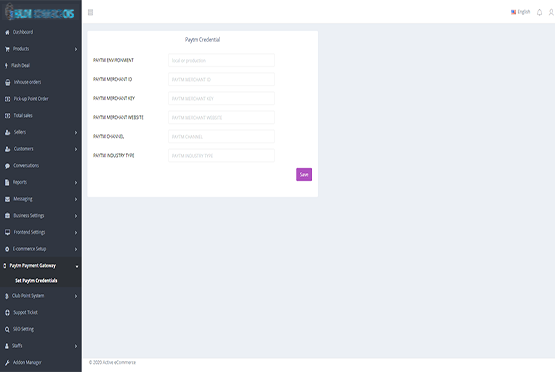 English
Dashboard
Products
Flash Deal
Inhouse orders
Pick-up Point Order
Total sales
Sellers
Customers
Conversations
Reports
Messaging
Business Settings
Frontend Settings
E-commerce Setup
Paytm Payment Gateway
Set Paytm Credentials
Club Point System
Support Ticket
SEO Setting
Staffs
Addon Manager
Paytm Credential
PAYTM ENVIRONMENT
local or production
PAYTM MERCHANT ID
PAYTM MERCHANT ID
PAYTM MERCHANT KEY
PAYTM MERCHANT KEY
PAYTM MERCHANT WEBSITE
PAYTM MERCHANT WEBSITE
PAYTM CHANNEL
PAYTM CHANNEL
PAYTM INDUSTRY TYPE
PAYTM INDUSTRY TYPE
Save
© 2020 Active eCommerce